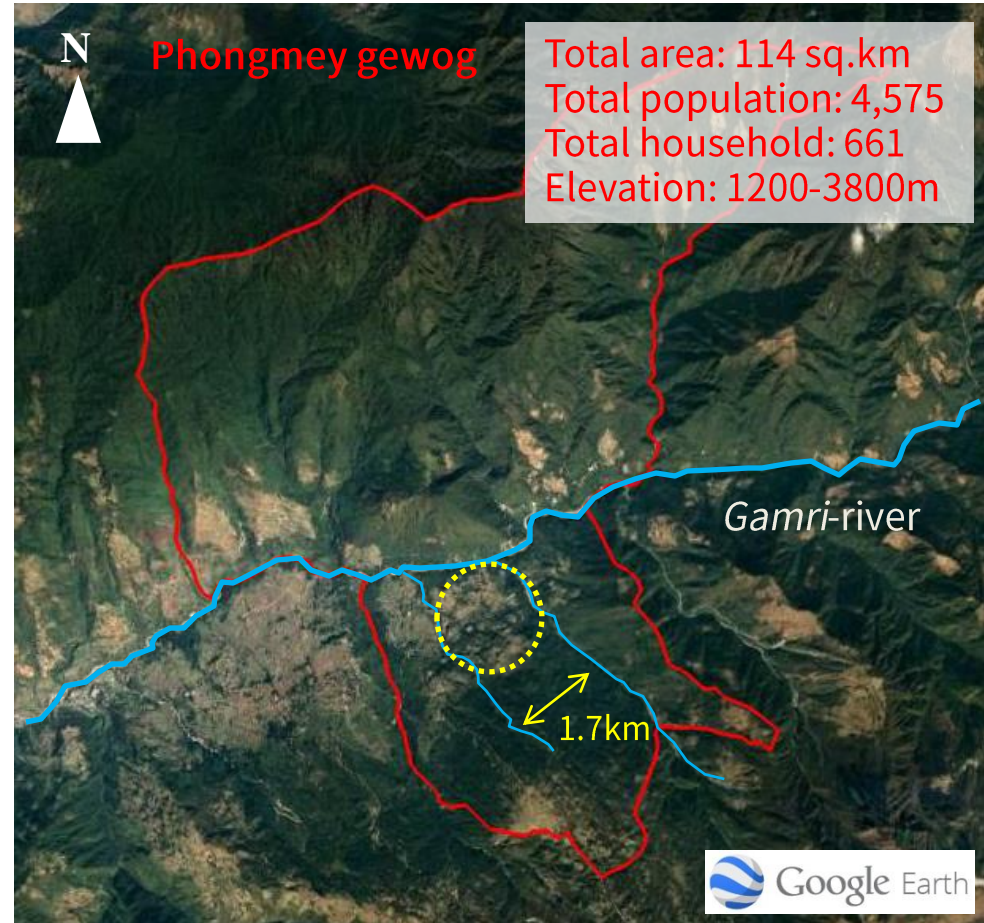 N
Phongmey gewog
Total area: 114 sq.km
Total population: 4,575
Total household: 661
Elevation: 1200-3800m
Gamri-river
1.7km
Google Earth